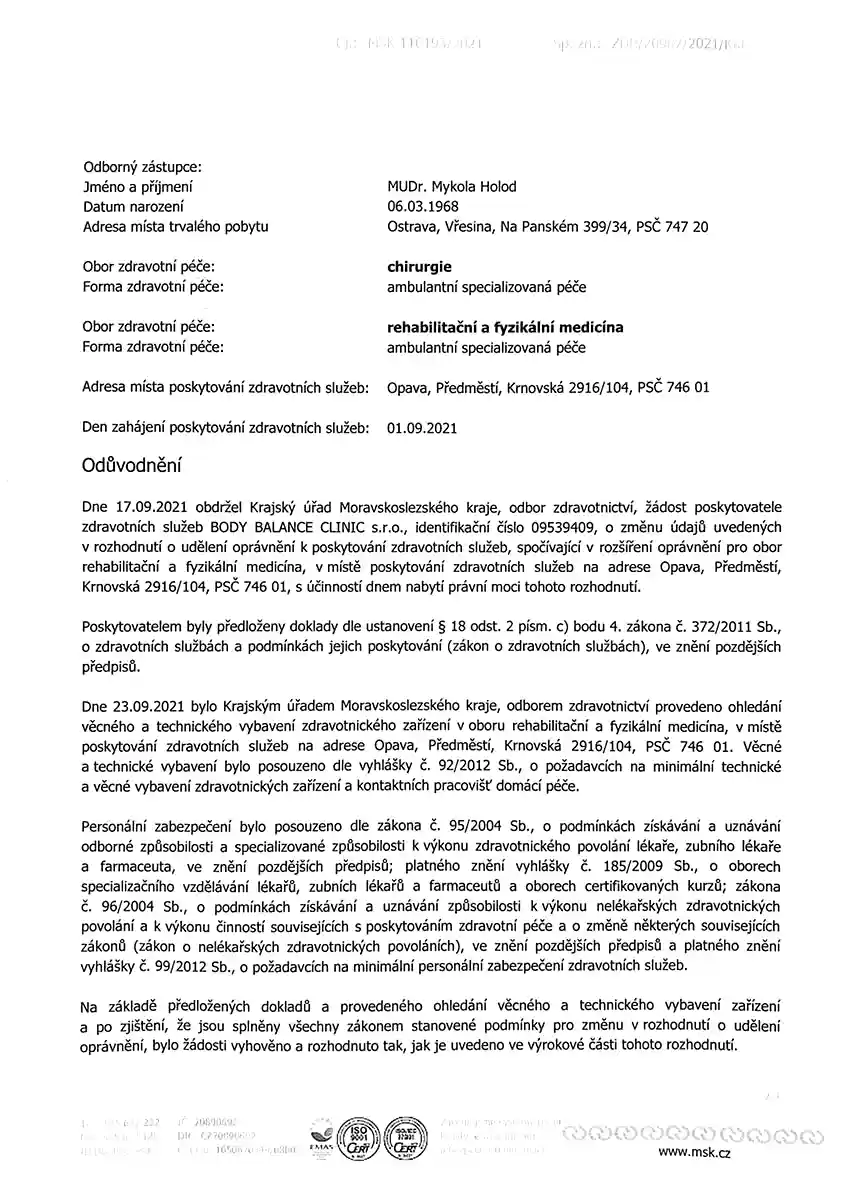 Čj.: MSK 110193/2021 Sp. zn.:
Odborný zástupce:
Jméno a příjmení MUDr. Mykola Holod
Datum narození 06.03.1968
Adresa místa trvalého pobytu Ostrava, Vřesina, Na Panském 399/34, PSČ 747 20
Obor zdravotní péče: chirurgie
Forma zdravotní péče: ambulantní specializovaná péče
Obor zdravotní péče: rehabilitační a fyzikální medicína
Forma zdravotní péče: ambulantní specializovaná péče
Adresa místa poskytování zdravotních služeb: Opava, Předměstí, Krnovská 2916/104, PSČ 746 01
Den zahájení poskytování zdravotních služeb: 01.09.2021
Odůvodnění
Dne 17.09.2021 obdržel Krajský úřad Moravskoslezského kraje, odbor zdravotnictví, žádost poskytovatele
zdravotních služeb BODY BALANCE CLINIC s.r.o., identifikační číslo 09539409, o změnu údajů uvedených
v rozhodnutí o udělení oprávnění k poskytování zdravotních služeb, spočívající v rozšíření oprávnění pro obor
rehabilitační a fyzikální medicína, v místě poskytování zdravotních služeb na adrese Opava, Předměstí,
Krnovská 2916/104, PSČ 746 01, s účinností dnem nabytí právní moci tohoto rozhodnutí.
Poskytovatelem byly předloženy doklady dle ustanovení § 18 odst. 2 písm. c) bodu 4. zákona č. 372/2011 Sb.,
o zdravotních službách a podmínkách jejich poskytování (zákon o zdravotních službách), ve znění pozdějších
předpisů.
Dne 23.09.2021 bylo Krajským úřadem Moravskoslezského kraje, odborem zdravotnictví provedeno ohledání
věcného a technického vybavení zdravotnického zařízení v oboru rehabilitační a fyzikální medicína, v místě
poskytování zdravotních služeb na adrese Opava, Předměstí, Krnovská 2916/104, PSČ 746 01. Věcné
a technické vybavení bylo posouzeno dle vyhlášky č. 92/2012 Sb., o požadavcích na minimální technické
a věcné vybavení zdravotnických zařízení a kontaktních pracovišť domácí péče.
Personální zabezpečení bylo posouzeno dle zákona č. 95/2004 Sb., o podmínkách získávání a uznávání
odborné způsobilosti a specializované způsobilosti k výkonu zdravotnického povolání lékaře, zubního lékaře
a farmaceuta, ve znění pozdějších předpisů; platného znění vyhlášky č. 185/2009 Sb., o oborech
specializačního vzdělávání lékařů, zubních lékařů a farmaceutů a oborech certifikovaných kurzů; zákona
č. 96/2004 Sb., o podmínkách získávání a uznávání způsobilosti k výkonu nelékařských zdravotnických
povolání a k výkonu činností souvisejících s poskytováním zdravotní péče a o změně některých souvisejících
zákonů (zákon o nelékařských zdravotnických povoláních), ve znění pozdějších předpisů a platného znění
vyhlášky č. 99/2012 Sb., o požadavcích na minimální personální zabezpečení zdravotních služeb.
Na základě předložených dokladů a provedeného ohledání věcného a technického vybavení zařízení
a po zjištění, že jsou splněny všechny zákonem stanovené podmínky pro změnu v rozhodnutí o udělení
oprávnění, bylo žádosti vyhověno a rozhodnuto tak, jak je uvedeno ve výrokové části tohoto rozhodnutí.
EMAS
ISO 9001 CERT
ISO/IEC 27001 CERT
www.msk.cz